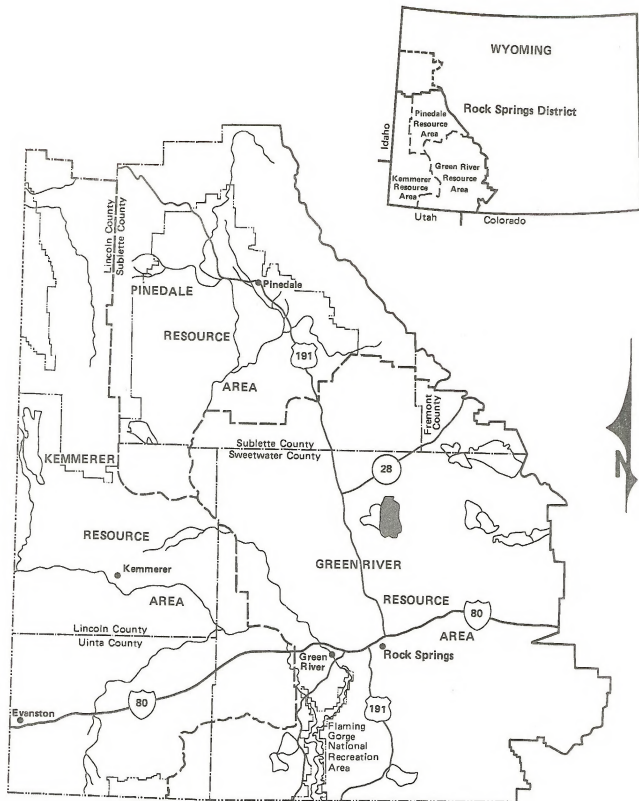 WYOMING
Rock Springs District
Pinedale
Resource
Area
Green River
Resource
Area
Kemmerer
Resource
Area
Idaho
Utah
Colorado
Lincoln County
Sublette County
PINEDALE
Pinedale
RESOURCE
191
AREA
Fremont
County
Sublette County
Sweetwater County
KEMMERER
28
N
RESOURCE
GREEN RIVER
Kemmerer
RESOURCE
AREA
80
AREA
Lincoln County
Uinta County
Green
River
Rock Springs
80
191
Evanston
Flaming
Gorge
National
Recreation
Area